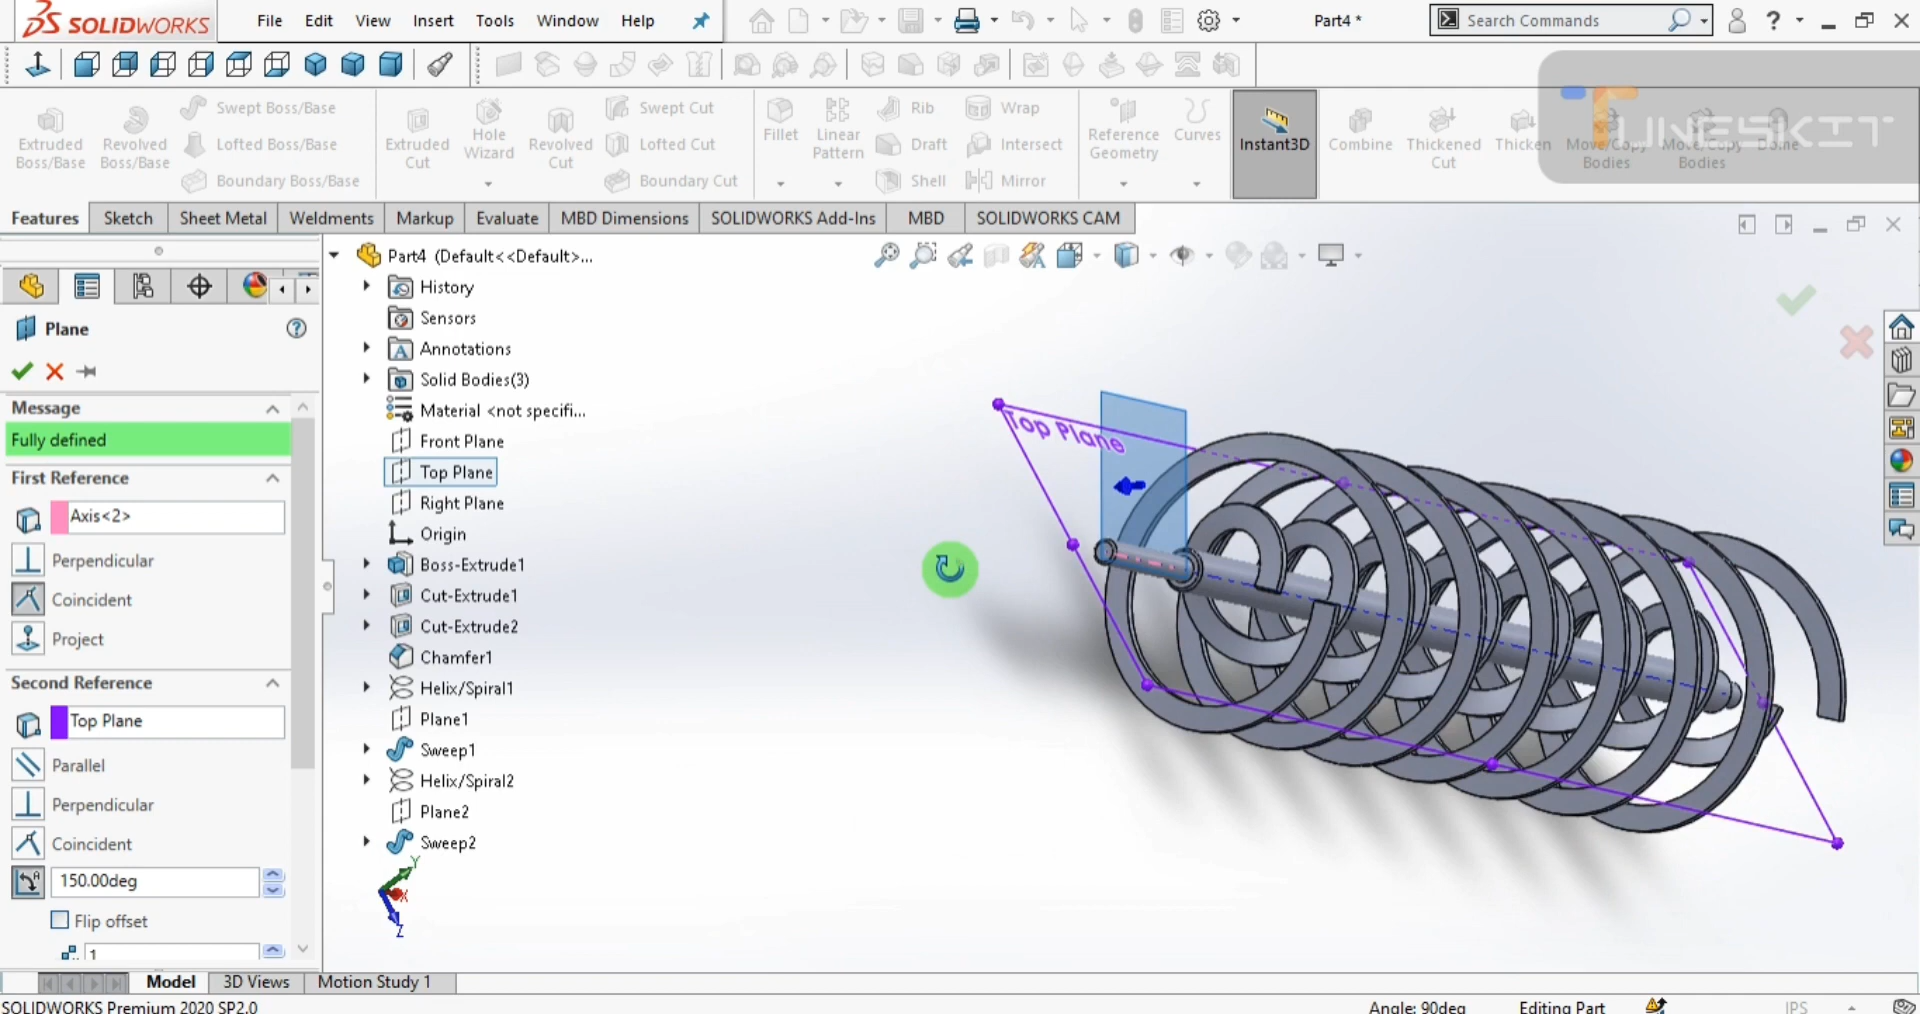 SOLIDWORKS
File Edit View Insert Tools Window Help
Part4 *
Search Commands
Extruded Boss/Base
Revolved Boss/Base
Swept Boss/Base
Lofted Boss/Base
Boundary Boss/Base
Extruded Cut
Hole Wizard
Revolved Cut
Swept Cut
Lofted Cut
Boundary Cut
Fillet
Linear Pattern
Rib
Draft
Shell
Wrap
Intersect
Mirror
Reference Geometry
Curves
Instant3D
Combine
Thickened Cut
Thicken
Move/Copy Bodies
Move/Copy Bodies
Dome
TUNESKIT
Features Sketch Sheet Metal Weldments Markup Evaluate MBD Dimensions SOLIDWORKS Add-Ins MBD SOLIDWORKS CAM
Plane
Message
Fully defined
First Reference
Axis<2>
Perpendicular
Coincident
Project
Second Reference
Top Plane
Parallel
Perpendicular
Coincident
150.00deg
Flip offset
1
Part4 (Default<<Default>...
History
Sensors
Annotations
Solid Bodies(3)
Material <not specifi...
Front Plane
Top Plane
Right Plane
Origin
Boss-Extrude1
Cut-Extrude1
Cut-Extrude2
Chamfer1
Helix/Spiral1
Plane1
Sweep1
Helix/Spiral2
Plane2
Sweep2
Top Plane
Y
X
Z
Model 3D Views Motion Study 1
SOLIDWORKS Premium 2020 SP2.0
Angle: 90deg Editing Part IPS